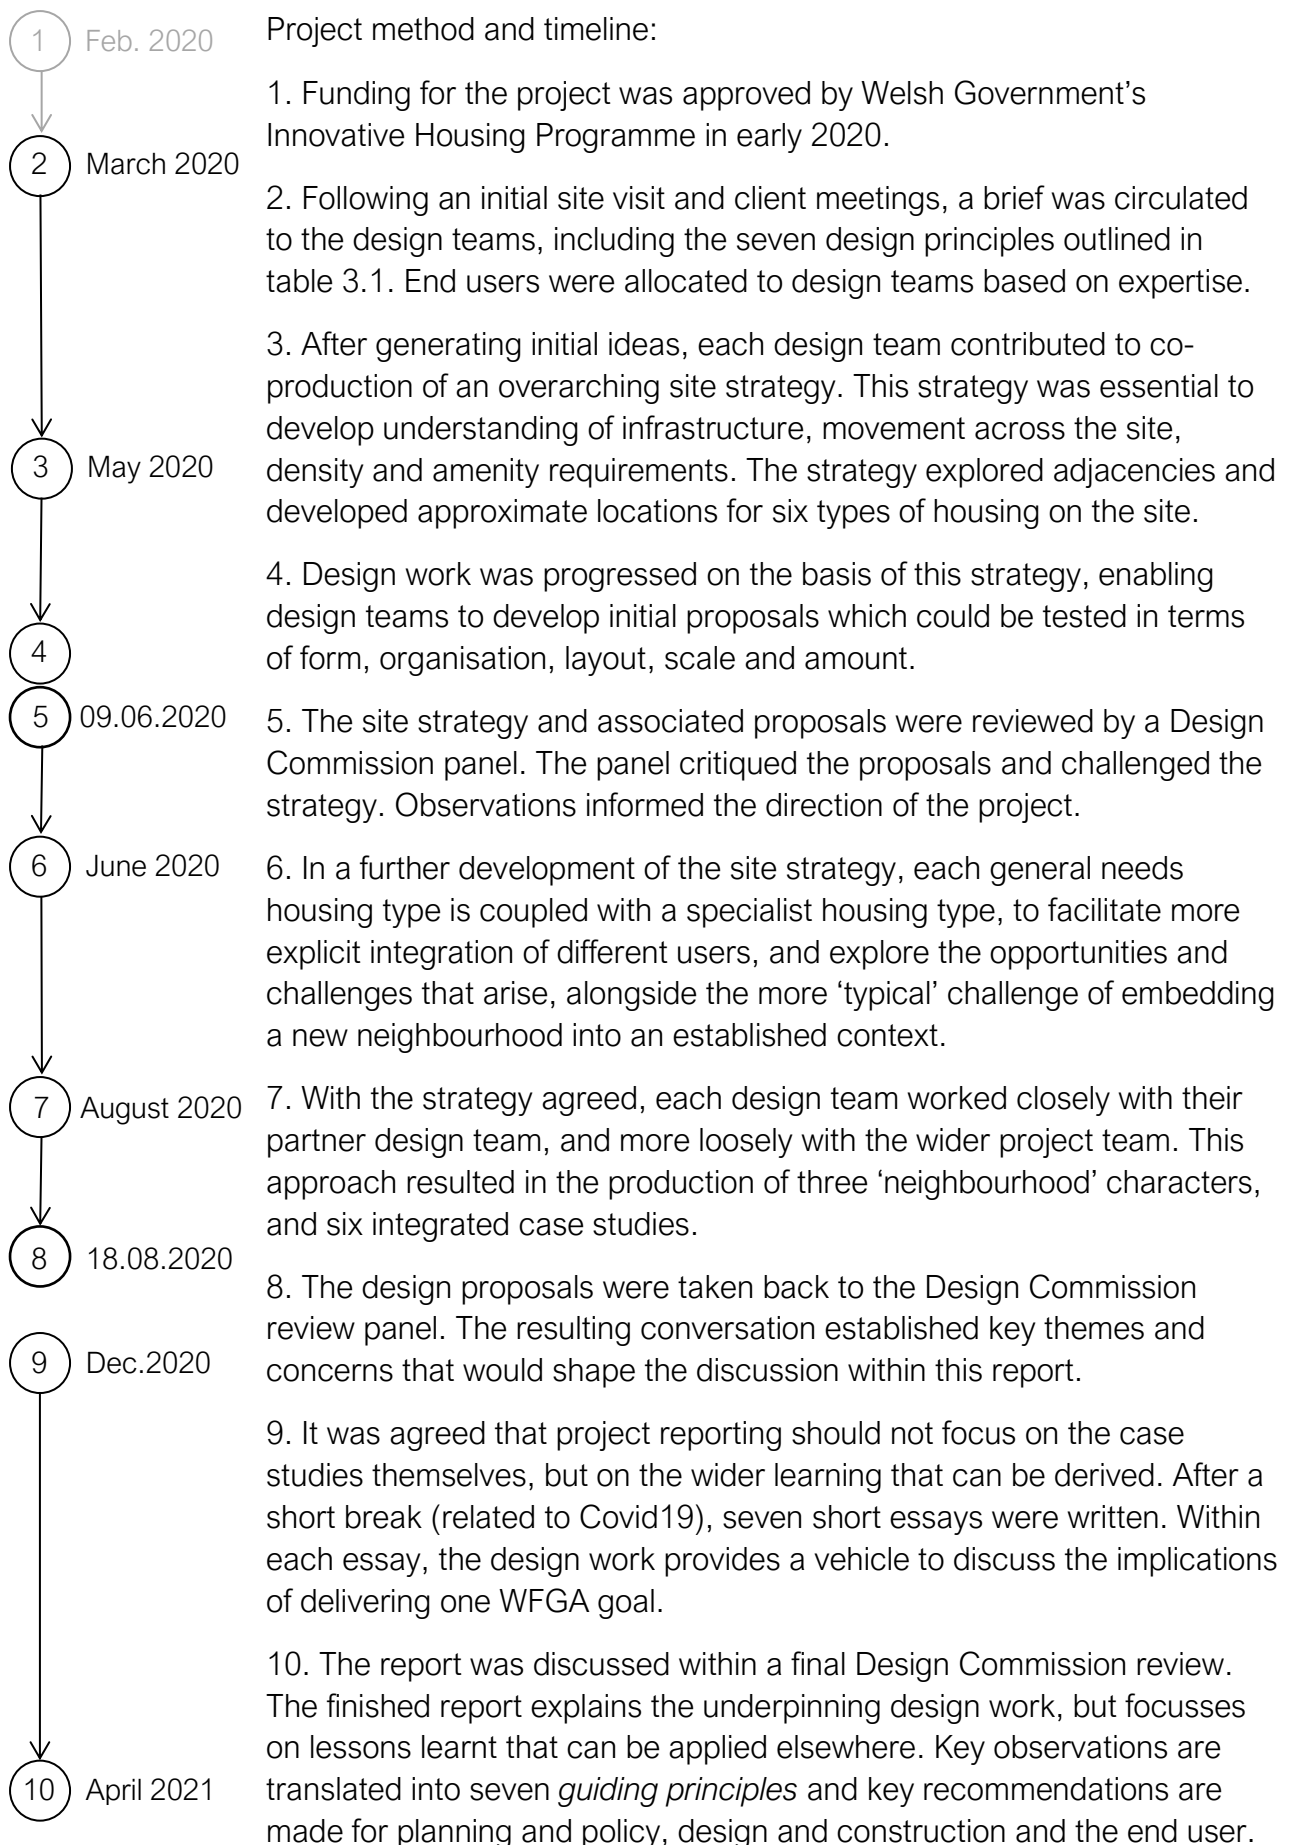 1 Feb. 2020
2 March 2020
3 May 2020
4
5 09.06.2020
6 June 2020
7 August 2020
8 18.08.2020
9 Dec.2020
10 April 2021
Project method and timeline:
1. Funding for the project was approved by Welsh Government’s
Innovative Housing Programme in early 2020.
2. Following an initial site visit and client meetings, a brief was circulated
to the design teams, including the seven design principles outlined in
table 3.1. End users were allocated to design teams based on expertise.
3. After generating initial ideas, each design team contributed to co-
production of an overarching site strategy. This strategy was essential to
develop understanding of infrastructure, movement across the site,
density and amenity requirements. The strategy explored adjacencies and
developed approximate locations for six types of housing on the site.
4. Design work was progressed on the basis of this strategy, enabling
design teams to develop initial proposals which could be tested in terms
of form, organisation, layout, scale and amount.
5. The site strategy and associated proposals were reviewed by a Design
Commission panel. The panel critiqued the proposals and challenged the
strategy. Observations informed the direction of the project.
6. In a further development of the site strategy, each general needs
housing type is coupled with a specialist housing type, to facilitate more
explicit integration of different users, and explore the opportunities and
challenges that arise, alongside the more ‘typical’ challenge of embedding
a new neighbourhood into an established context.
7. With the strategy agreed, each design team worked closely with their
partner design team, and more loosely with the wider project team. This
approach resulted in the production of three ‘neighbourhood’ characters,
and six integrated case studies.
8. The design proposals were taken back to the Design Commission
review panel. The resulting conversation established key themes and
concerns that would shape the discussion within this report.
9. It was agreed that project reporting should not focus on the case
studies themselves, but on the wider learning that can be derived. After a
short break (related to Covid19), seven short essays were written. Within
each essay, the design work provides a vehicle to discuss the implications
of delivering one WFGA goal.
10. The report was discussed within a final Design Commission review.
The finished report explains the underpinning design work, but focusses
on lessons learnt that can be applied elsewhere. Key observations are
translated into seven guiding principles and key recommendations are
made for planning and policy, design and construction and the end user.